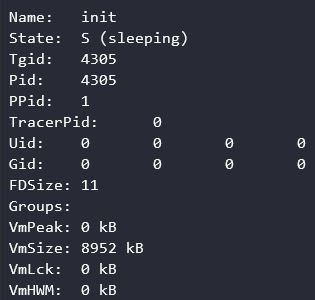 Name:   init
State:  S (sleeping)
Tgid:   4305
Pid:    4305
PPid:   1
TracerPid:      0
Uid:    0       0       0       0
Gid:    0       0       0       0
FDSize: 11
Groups:
VmPeak: 0 kB
VmSize: 8952 kB
VmLck:  0 kB
VmHWM:  0 kB